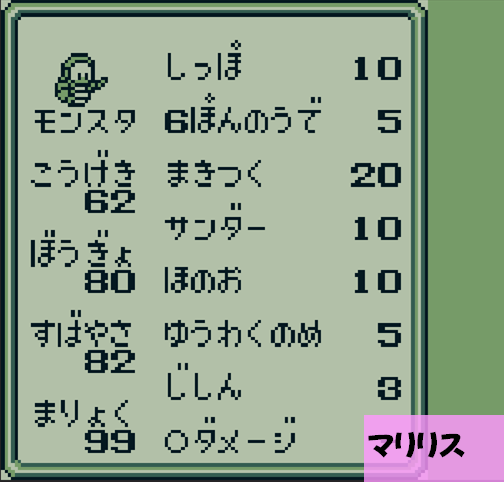 しっぽ 10
モンスタ 6ぽんのうで 5
こうげき 62 まきつく 20
サンダー 10
ぼうぎょ 80 ほのお 10
すばやさ 82 ゆうわくのめ 5
じしん 3
まりょく 99 ○ダメージ
マリリス